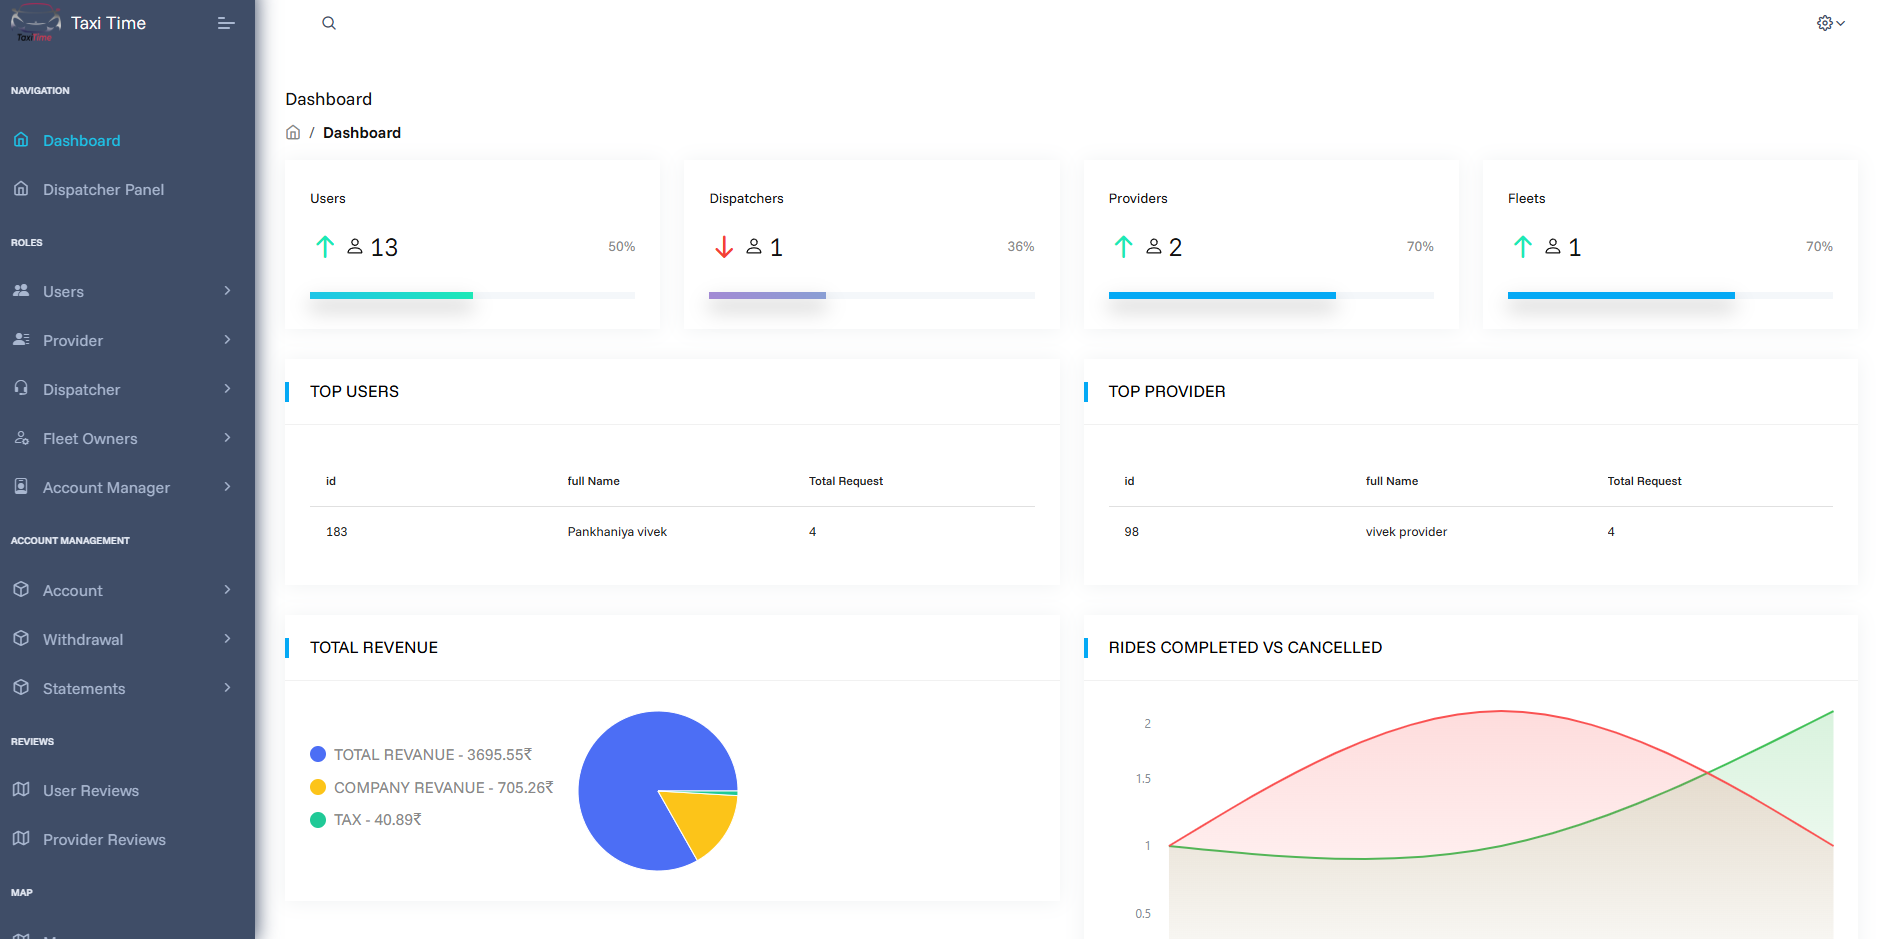 TaxiTime
Taxi Time
NAVIGATION
Dashboard
Dispatcher Panel
ROLES
Users
Provider
Dispatcher
Fleet Owners
Account Manager
ACCOUNT MANAGEMENT
Account
Withdrawal
Statements
REVIEWS
User Reviews
Provider Reviews
MAP
Dashboard
/ Dashboard
Users
13 50%
Dispatchers
1 36%
Providers
2 70%
Fleets
1 70%
TOP USERS
id full Name Total Request
183 Pankhaniya vivek 4
TOP PROVIDER
id full Name Total Request
98 vivek provider 4
TOTAL REVENUE
TOTAL REVANUE - 3695.55₹
COMPANY REVANUE - 705.26₹
TAX - 40.89₹
RIDES COMPLETED VS CANCELLED
2
1.5
1
0.5